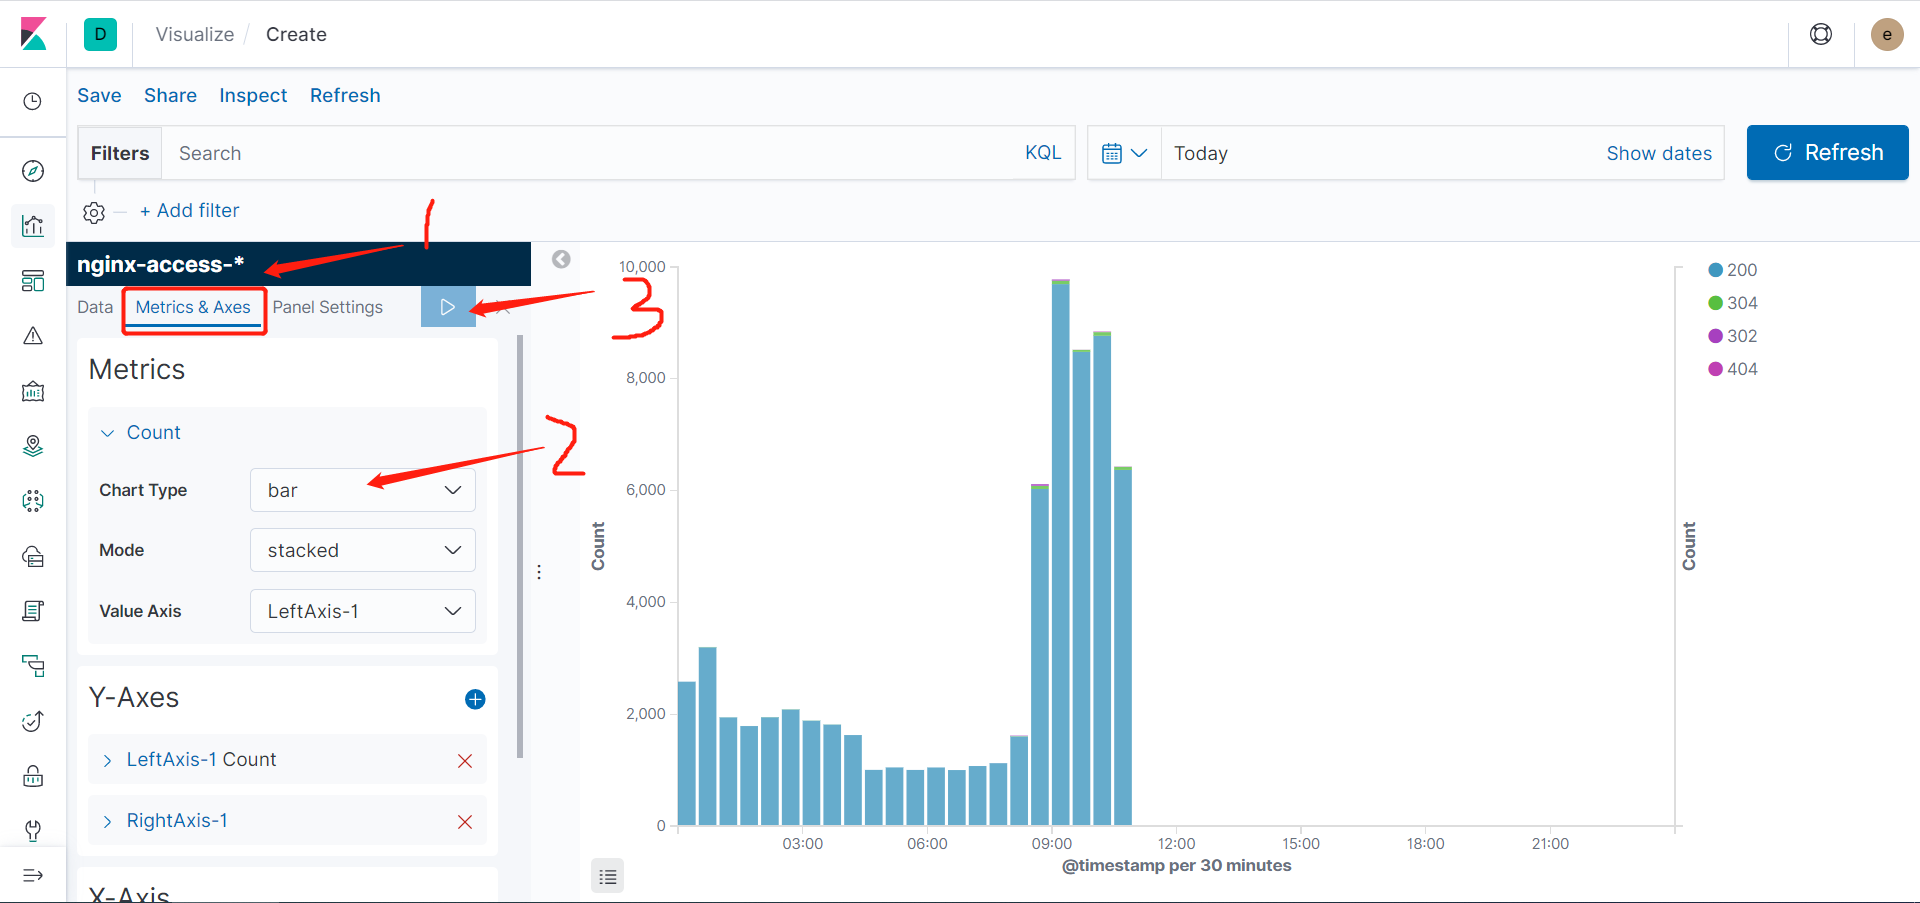 D Visualize / Create e
Save Share Inspect Refresh
Filters Search KQL Today Show dates Refresh
+ Add filter
1
nginx-access-*
Data Metrics & Axes Panel Settings
3
Metrics
Count
2
Chart Type bar
Mode stacked
Value Axis LeftAxis-1
Y-Axes
LeftAxis-1 Count
RightAxis-1
X-Axis
10,000
8,000
6,000
4,000
2,000
0
Count
03:00 06:00 09:00 12:00 15:00 18:00 21:00
@timestamp per 30 minutes
Count
200
304
302
404